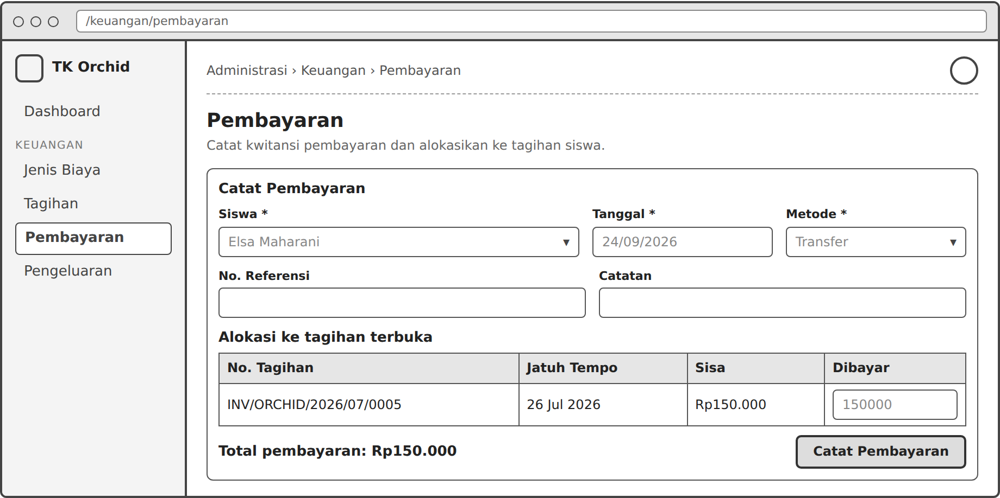 /keuangan/pembayaran
TK Orchid
Dashboard
KEUANGAN
Jenis Biaya
Tagihan
Pembayaran
Pengeluaran
Administrasi › Keuangan › Pembayaran
Pembayaran
Catat kwitansi pembayaran dan alokasikan ke tagihan siswa.
Catat Pembayaran
Siswa * Tanggal * Metode *
Elsa Maharani ▼ 24/09/2026 Transfer ▼
No. Referensi Catatan
Alokasi ke tagihan terbuka
No. Tagihan Jatuh Tempo Sisa Dibayar
INV/ORCHID/2026/07/0005 26 Jul 2026 Rp150.000 150000
Total pembayaran: Rp150.000 Catat Pembayaran